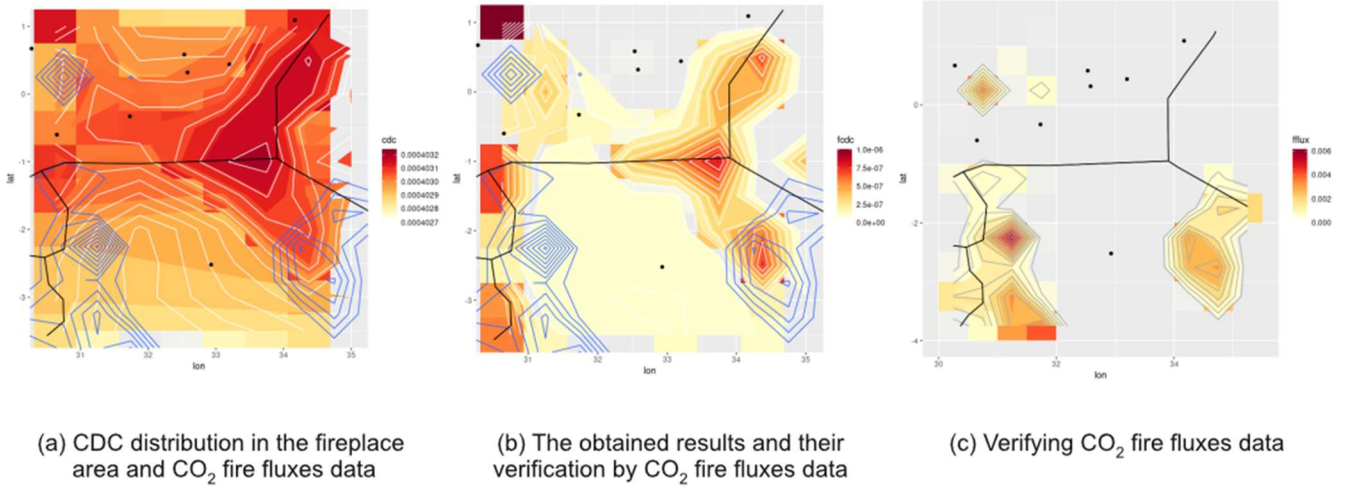 1
0
-1
-2
-3
lat
31
32
33
34
35
lon
cdc
0.0004032
0.0004031
0.0004030
0.0004029
0.0004028
0.0004027
1
0
-1
-2
-3
lat
31
32
33
34
35
lon
fcdc
1.0e-06
7.5e-07
5.0e-07
2.5e-07
0.0e+00
0
-2
-4
lat
30
32
34
lon
fflux
0.006
0.004
0.002
0.000
(a) CDC distribution in the fireplace
area and CO₂ fire fluxes data
(b) The obtained results and their
verification by CO₂ fire fluxes data
(c) Verifying CO₂ fire fluxes data